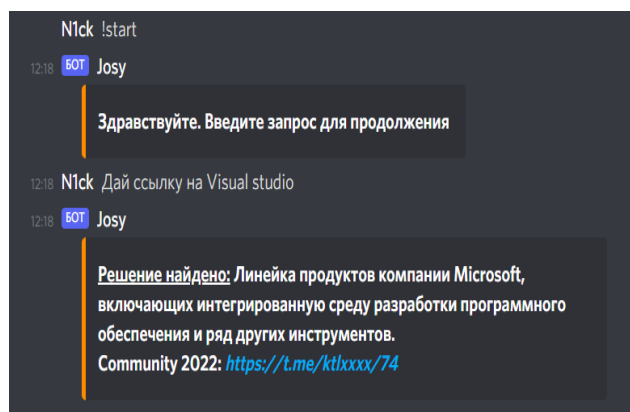 N1ck !start
12:18 БОТ Josy
Здравствуйте. Введите запрос для продолжения
12:18 N1ck Дай ссылку на Visual studio
12:18 БОТ Josy
Решение найдено: Линейка продуктов компании Microsoft,
включающих интегрированную среду разработки программного
обеспечения и ряд других инструментов.
Community 2022: https://t.me/ktlxxxx/74